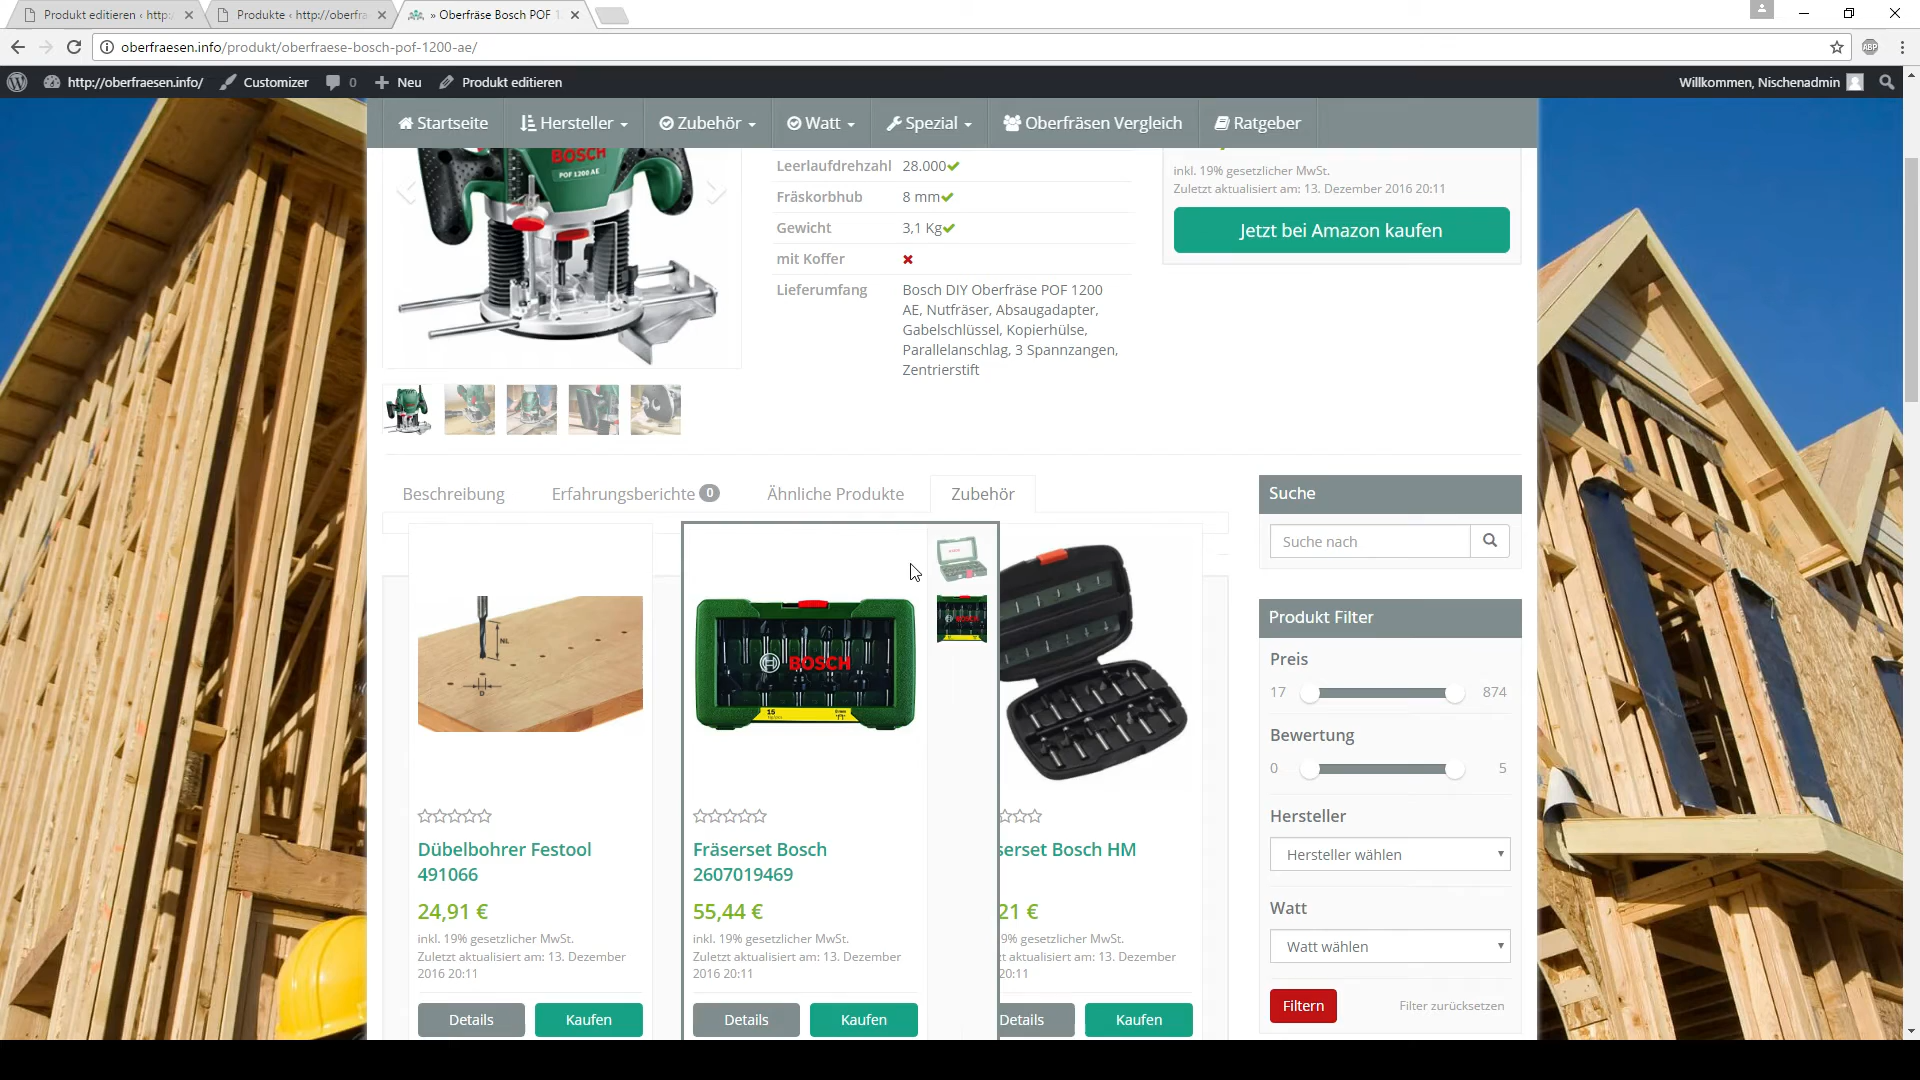 Produkt editieren ‹ http:
Produkte ‹ http://oberfra
» Oberfräse Bosch POF 1
oberfraesen.info/produkt/oberfraese-bosch-pof-1200-ae/
ABP
http://oberfraesen.info/
Customizer
0
Neu
Produkt editieren
Willkommen, Nischenadmin
Startseite
Hersteller
Zubehör
Watt
Spezial
Oberfräsen Vergleich
Ratgeber
BOSCH
POF 1200 AE
Leerlaufdrehzahl 28.000
Fräskorbhub 8 mm
Gewicht 3,1 Kg
mit Koffer
Lieferumfang Bosch DIY Oberfräse POF 1200
AE, Nutfräser, Absaugadapter,
Gabelschlüssel, Kopierhülse,
Parallelanschlag, 3 Spannzangen,
Zentrierstift
inkl. 19% gesetzlicher MwSt.
Zuletzt aktualisiert am: 13. Dezember 2016 20:11
Jetzt bei Amazon kaufen
Beschreibung
Erfahrungsberichte 0
Ähnliche Produkte
Zubehör
NL
D
Dübelbohrer Festool
491066
24,91 €
inkl. 19% gesetzlicher MwSt.
Zuletzt aktualisiert am: 13. Dezember
2016 20:11
Details
Kaufen
BOSCH
15
Fräserset Bosch
2607019469
55,44 €
inkl. 19% gesetzlicher MwSt.
Zuletzt aktualisiert am: 13. Dezember
2016 20:11
Details
Kaufen
serset Bosch HM
21 €
9% gesetzlicher MwSt.
t aktualisiert am: 13. Dezember
20:11
Details
Kaufen
Suche
Suche nach
Produkt Filter
Preis
17
874
Bewertung
0
5
Hersteller
Hersteller wählen
Watt
Watt wählen
Filtern
Filter zurücksetzen